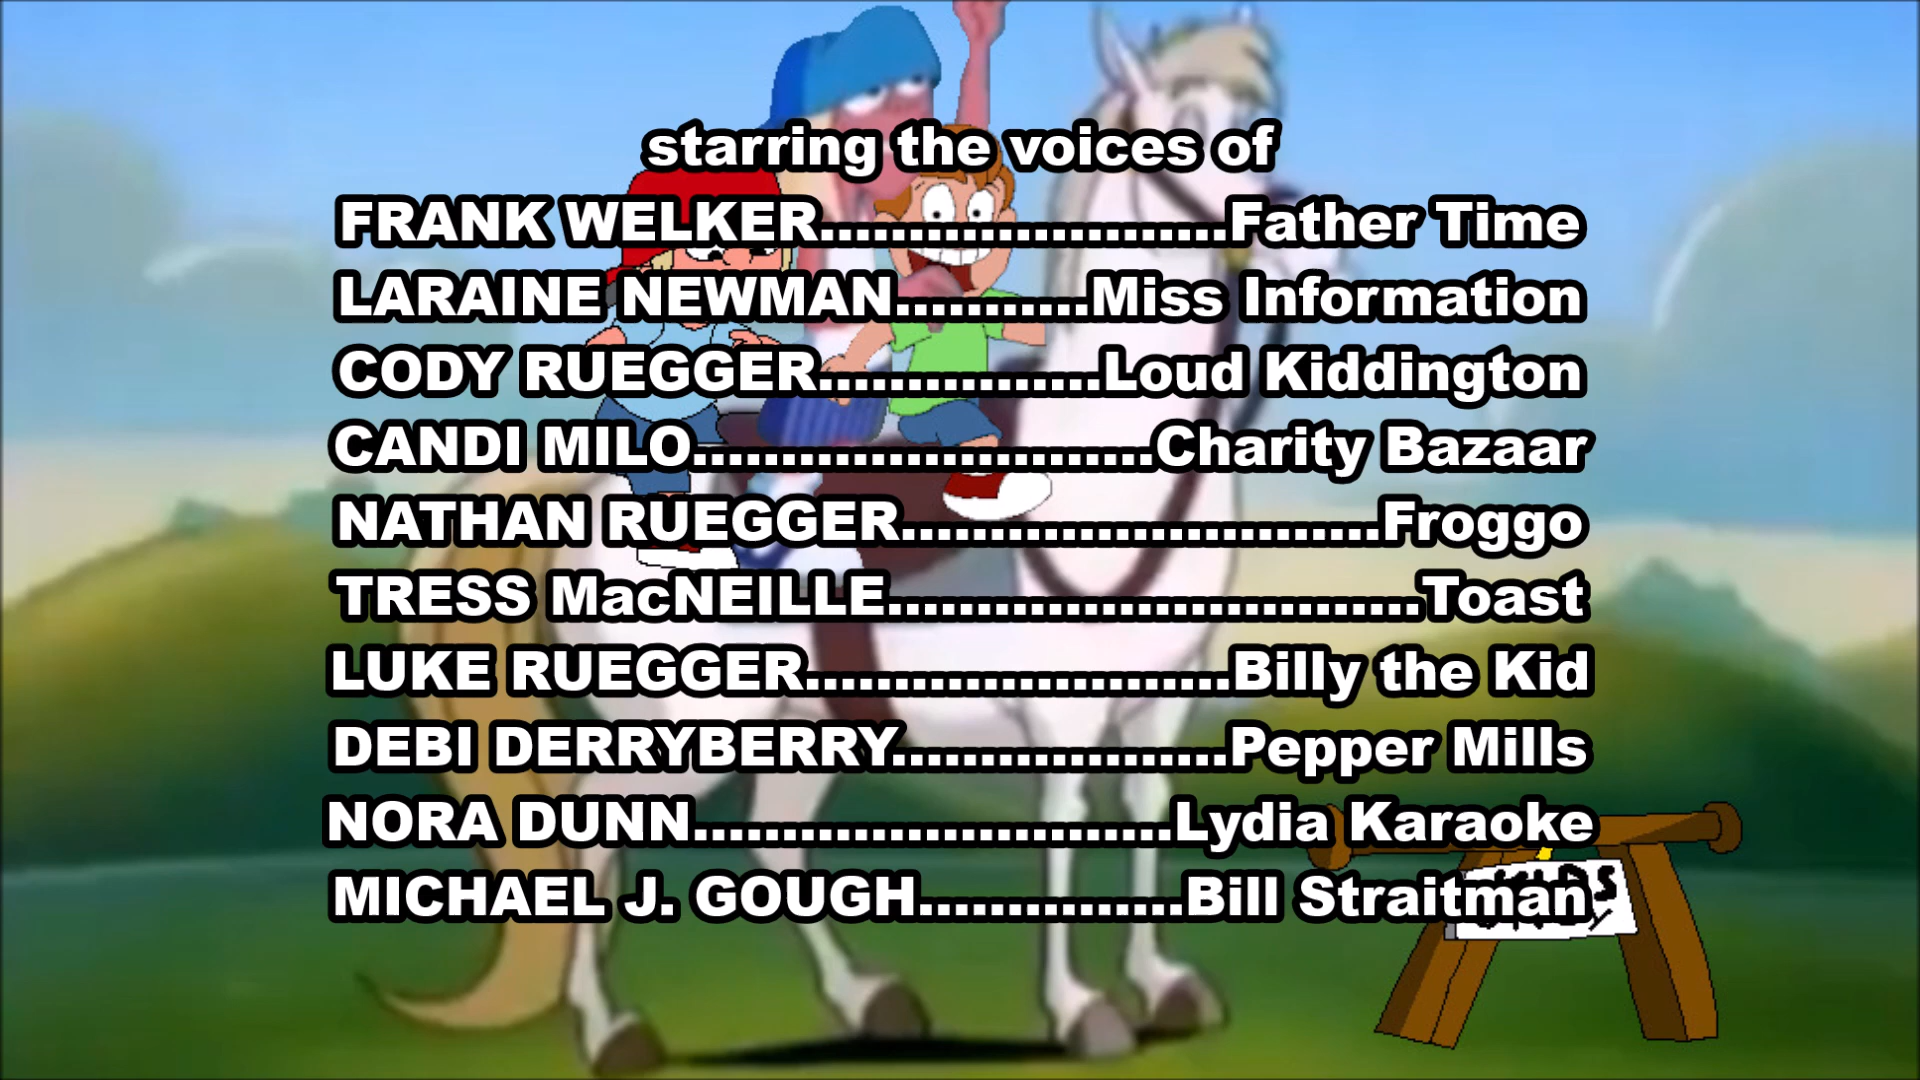 starring the voices of
FRANK WELKER.......................Father Time
LARAINE NEWMAN...........Miss Information
CODY RUEGGER................Loud Kiddington
CANDI MILO..........................Charity Bazaar
NATHAN RUEGGER...........................Froggo
TRESS MacNEILLE..............................Toast
LUKE RUEGGER........................Billy the Kid
DEBI DERRYBERRY...................Pepper Mills
NORA DUNN...........................Lydia Karaoke
MICHAEL J. GOUGH...............Bill Straitman